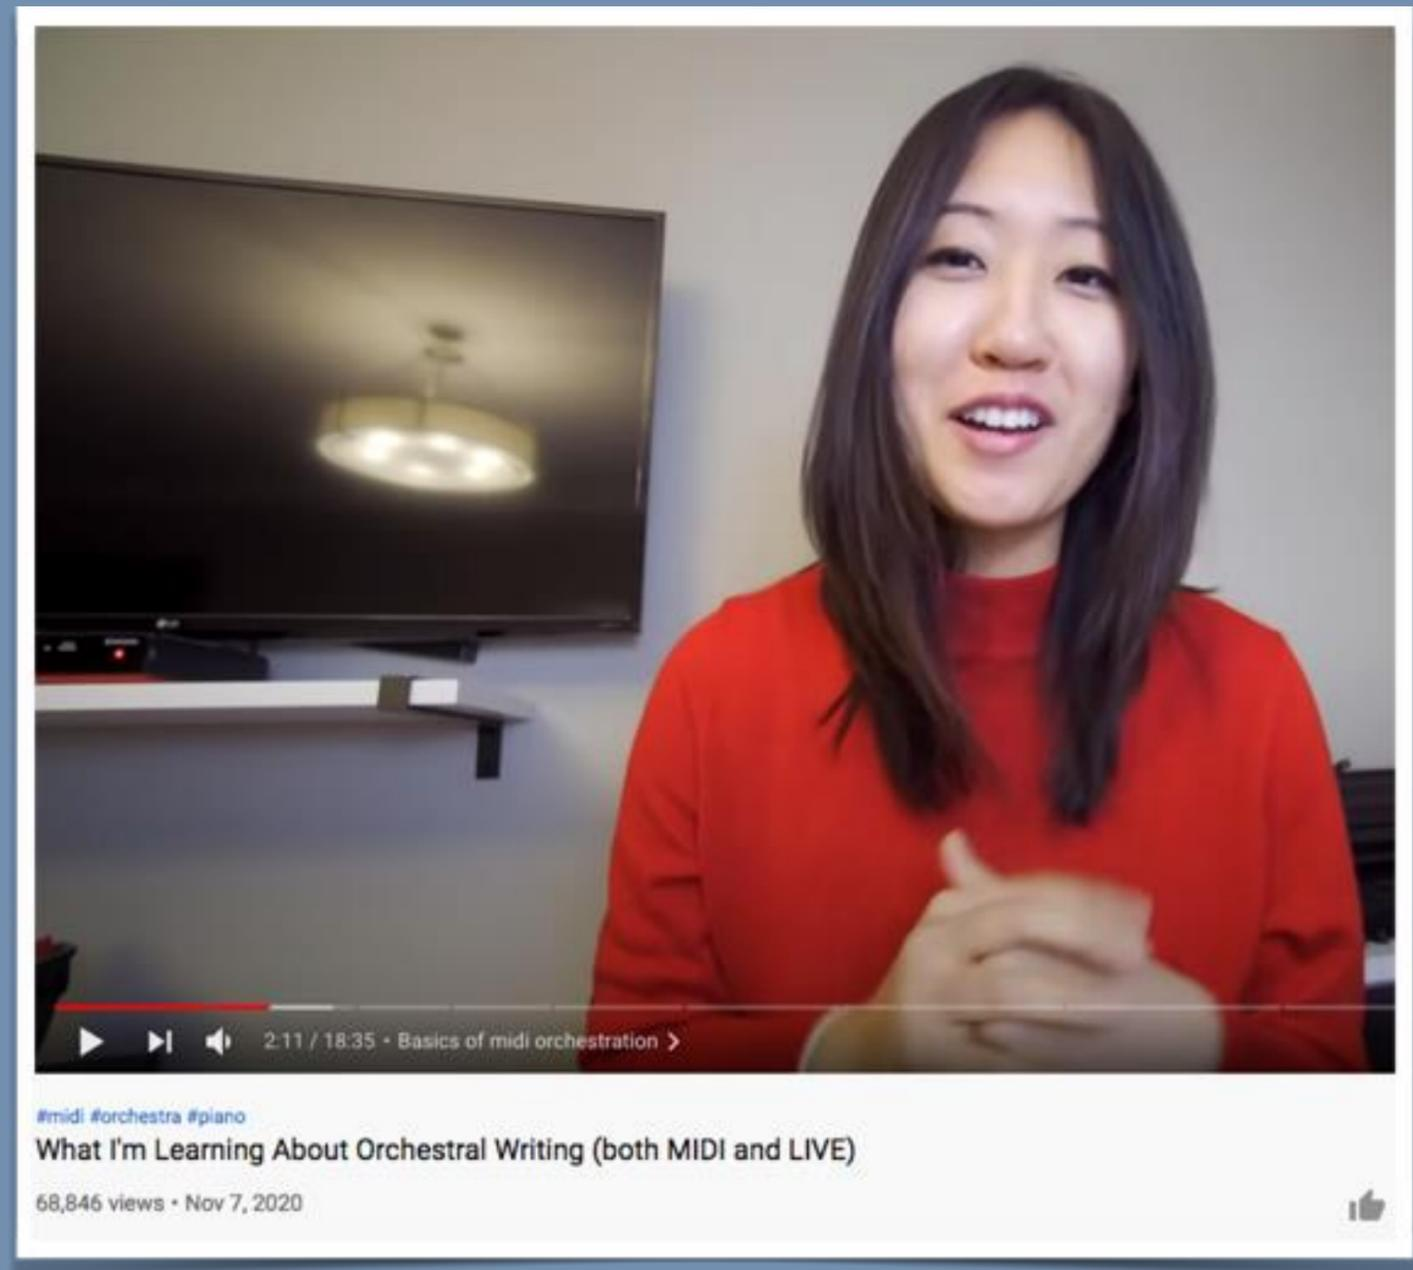 LG
2:11 / 18:35 • Basics of midi orchestration >
#midi #orchestra #piano
What I'm Learning About Orchestral Writing (both MIDI and LIVE)
68,846 views • Nov 7, 2020